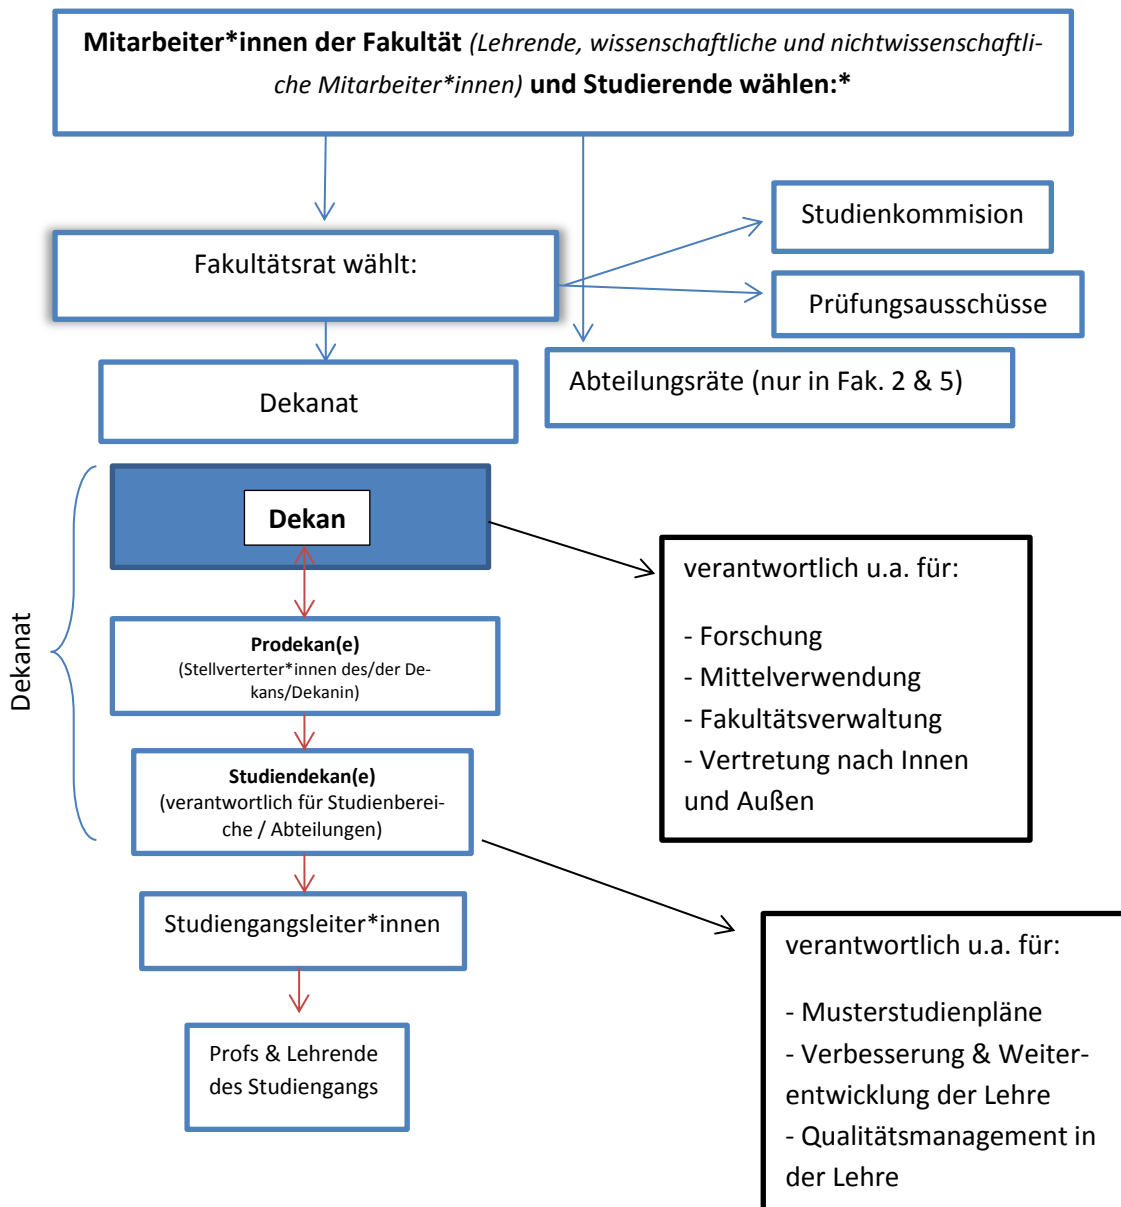 Mitarbeiter*innen der Fakultät (Lehrende, wissenschaftliche und nichtwissenschaftli-
che Mitarbeiter*innen) und Studierende wählen:*
Studienkommision
Fakultätsrat wählt:
Prüfungsausschüsse
Abteilungsräte (nur in Fak. 2 & 5)
Dekanat
Dekanat
Dekan
verantwortlich u.a. für:
- Forschung
- Mittelverwendung
- Fakultätsverwaltung
- Vertretung nach Innen
und Außen
Prodekan(e)
(Stellverterter*innen des/der De-
kans/Dekanin)
Studiendekan(e)
(verantwortlich für Studienberei-
che / Abteilungen)
Studiengangsleiter*innen
verantwortlich u.a. für:
- Musterstudienpläne
- Verbesserung & Weiter-
entwicklung der Lehre
- Qualitätsmanagement in
der Lehre
Profs & Lehrende
des Studiengangs